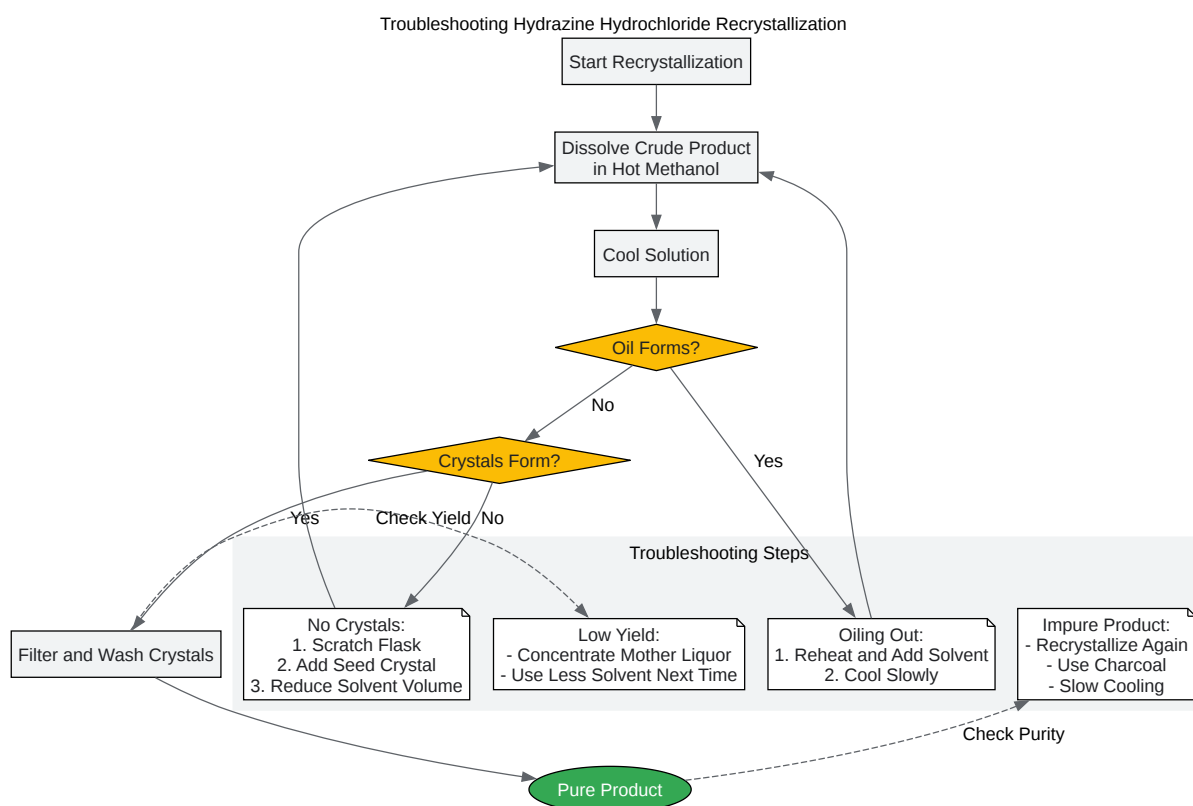 Troubleshooting Hydrazine Hydrochloride Recrystallization
Start Recrystallization
Dissolve Crude Product
in Hot Methanol
Cool Solution
Oil Forms?
No
Crystals Form?
Yes
Yes
Check Yield
No
Troubleshooting Steps
Filter and Wash Crystals
No Crystals:
1. Scratch Flask
2. Add Seed Crystal
3. Reduce Solvent Volume
Low Yield:
- Concentrate Mother Liquor
- Use Less Solvent Next Time
Oiling Out:
1. Reheat and Add Solvent
2. Cool Slowly
Impure Product:
- Recrystallize Again
- Use Charcoal
- Slow Cooling
Check Purity
Pure Product